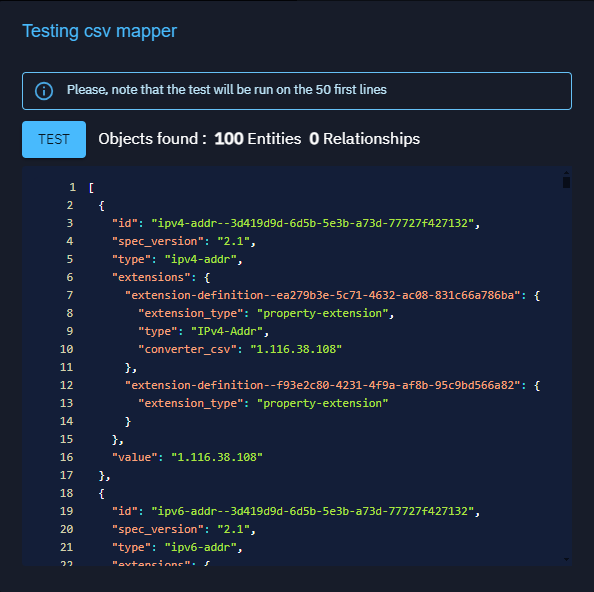 Testing csv mapper
Please, note that the test will be run on the 50 first lines
TEST Objects found : 100 Entities 0 Relationships
1 [
2 {
3 "id": "ipv4-addr--3d419d9d-6d5b-5e3b-a73d-77727f427132",
4 "spec_version": "2.1",
5 "type": "ipv4-addr",
6 "extensions": {
7 "extension-definition--ea279b3e-5c71-4632-ac08-831c66a786ba": {
8 "extension_type": "property-extension",
9 "type": "IPv4-Addr",
10 "converter_csv": "1.116.38.108"
11 },
12 "extension-definition--f93e2c80-4231-4f9a-af8b-95c9bd566a82": {
13 "extension_type": "property-extension"
14 }
15 },
16 "value": "1.116.38.108"
17 },
18 {
19 "id": "ipv6-addr--3d419d9d-6d5b-5e3b-a73d-77727f427132",
20 "spec_version": "2.1",
21 "type": "ipv6-addr",
22 "extensions": {